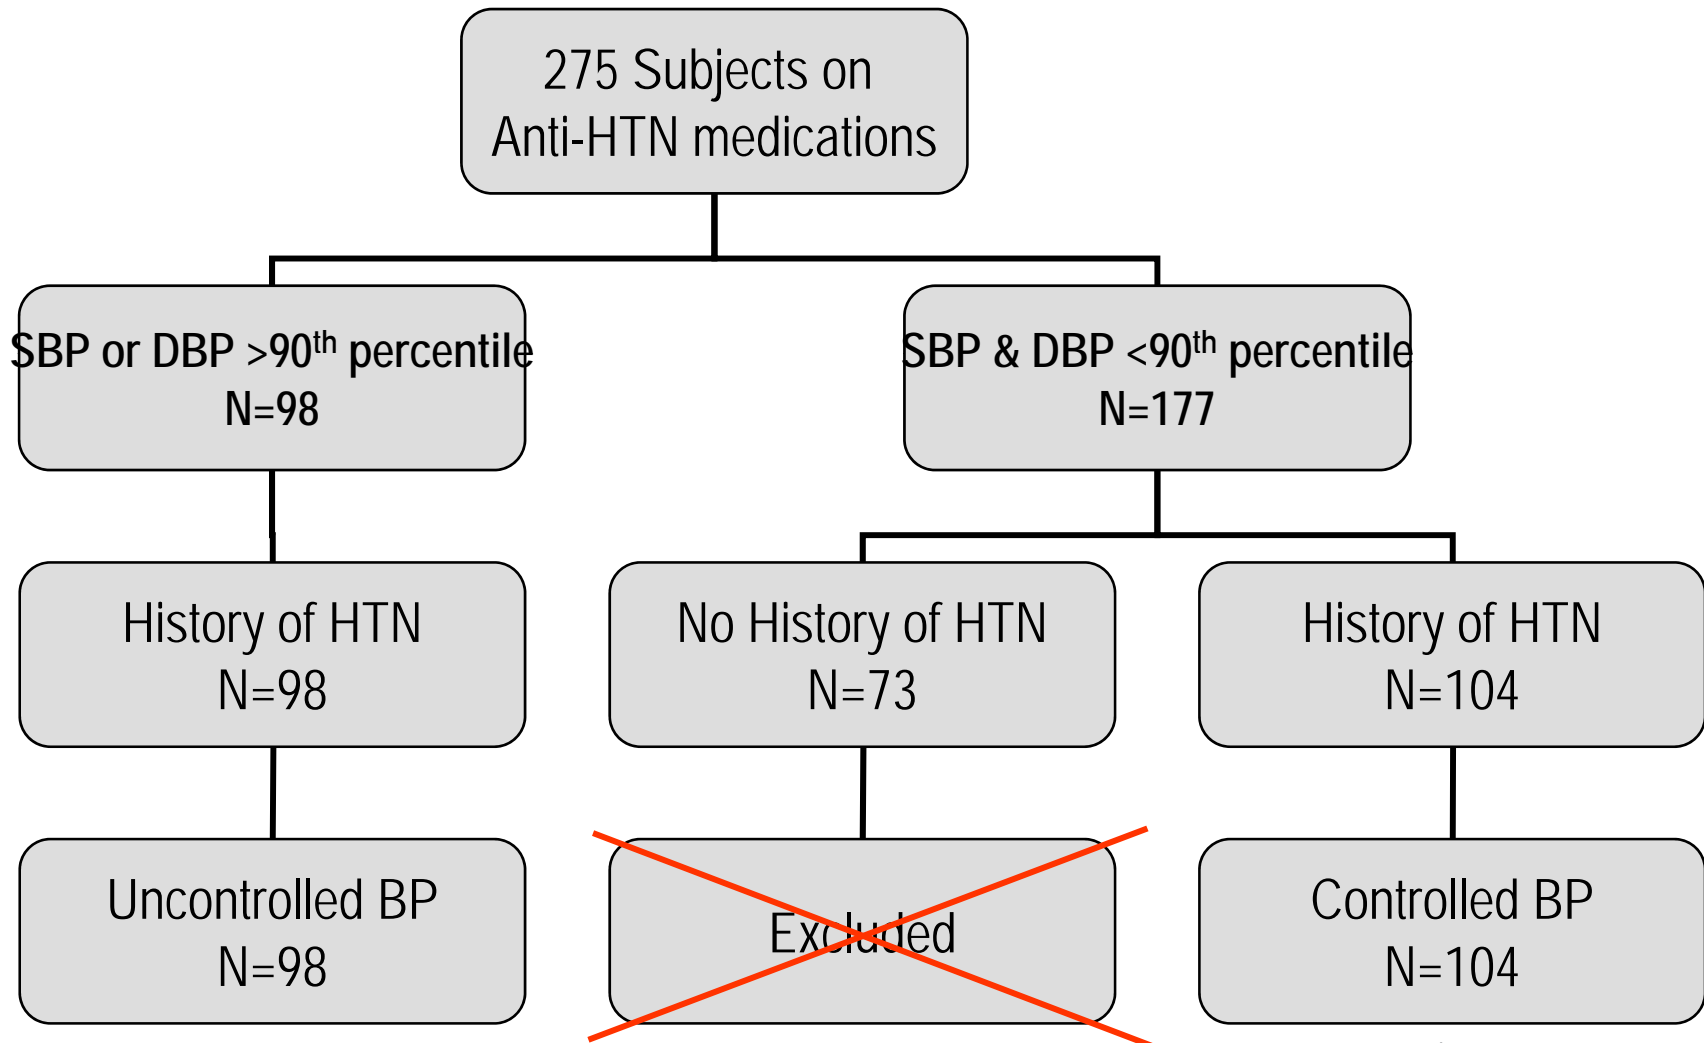 275 Subjects on
Anti-HTN medications
SBP or DBP >90th percentile
N=98
SBP & DBP <90th percentile
N=177
History of HTN
N=98
No History of HTN
N=73
History of HTN
N=104
Uncontrolled BP
N=98
Excluded
Controlled BP
N=104